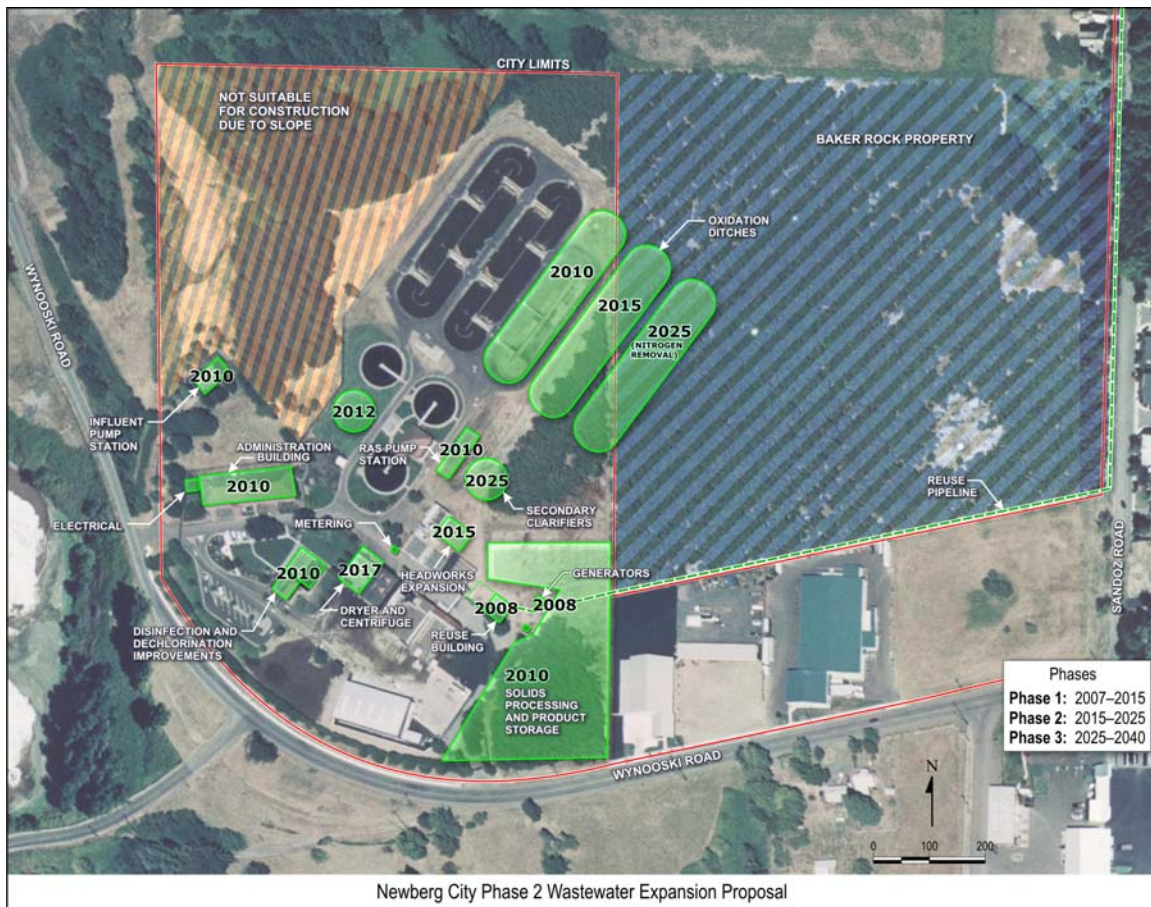 CITY LIMITS
NOT SUITABLE
FOR CONSTRUCTION
DUE TO SLOPE
BAKER ROCK PROPERTY
OXIDATION
DITCHES
2010
2015
2025
(NITROGEN
REMOVAL)
WYNOOSKI ROAD
2010
2012
INFLUENT
PUMP
STATION
ADMINISTRATION
BUILDING
2010
RAS PUMP
STATION
2010
2025
SECONDARY
CLARIFIERS
REUSE
PIPELINE
ELECTRICAL
METERING
2015
HEADWORKS
EXPANSION
2010
2017
GENERATORS
DRYER AND
CENTRIFUGE
2008
2008
DISINFECTION AND
DECHLORINATION
IMPROVEMENTS
REUSE
BUILDING
2010
SOLIDS
PROCESSING
AND PRODUCT
STORAGE
SANDOZ ROAD
WYNOOSKI ROAD
Phases
Phase 1: 2007–2015
Phase 2: 2015–2025
Phase 3: 2025–2040
N
0 100 200
Newberg City Phase 2 Wastewater Expansion Proposal